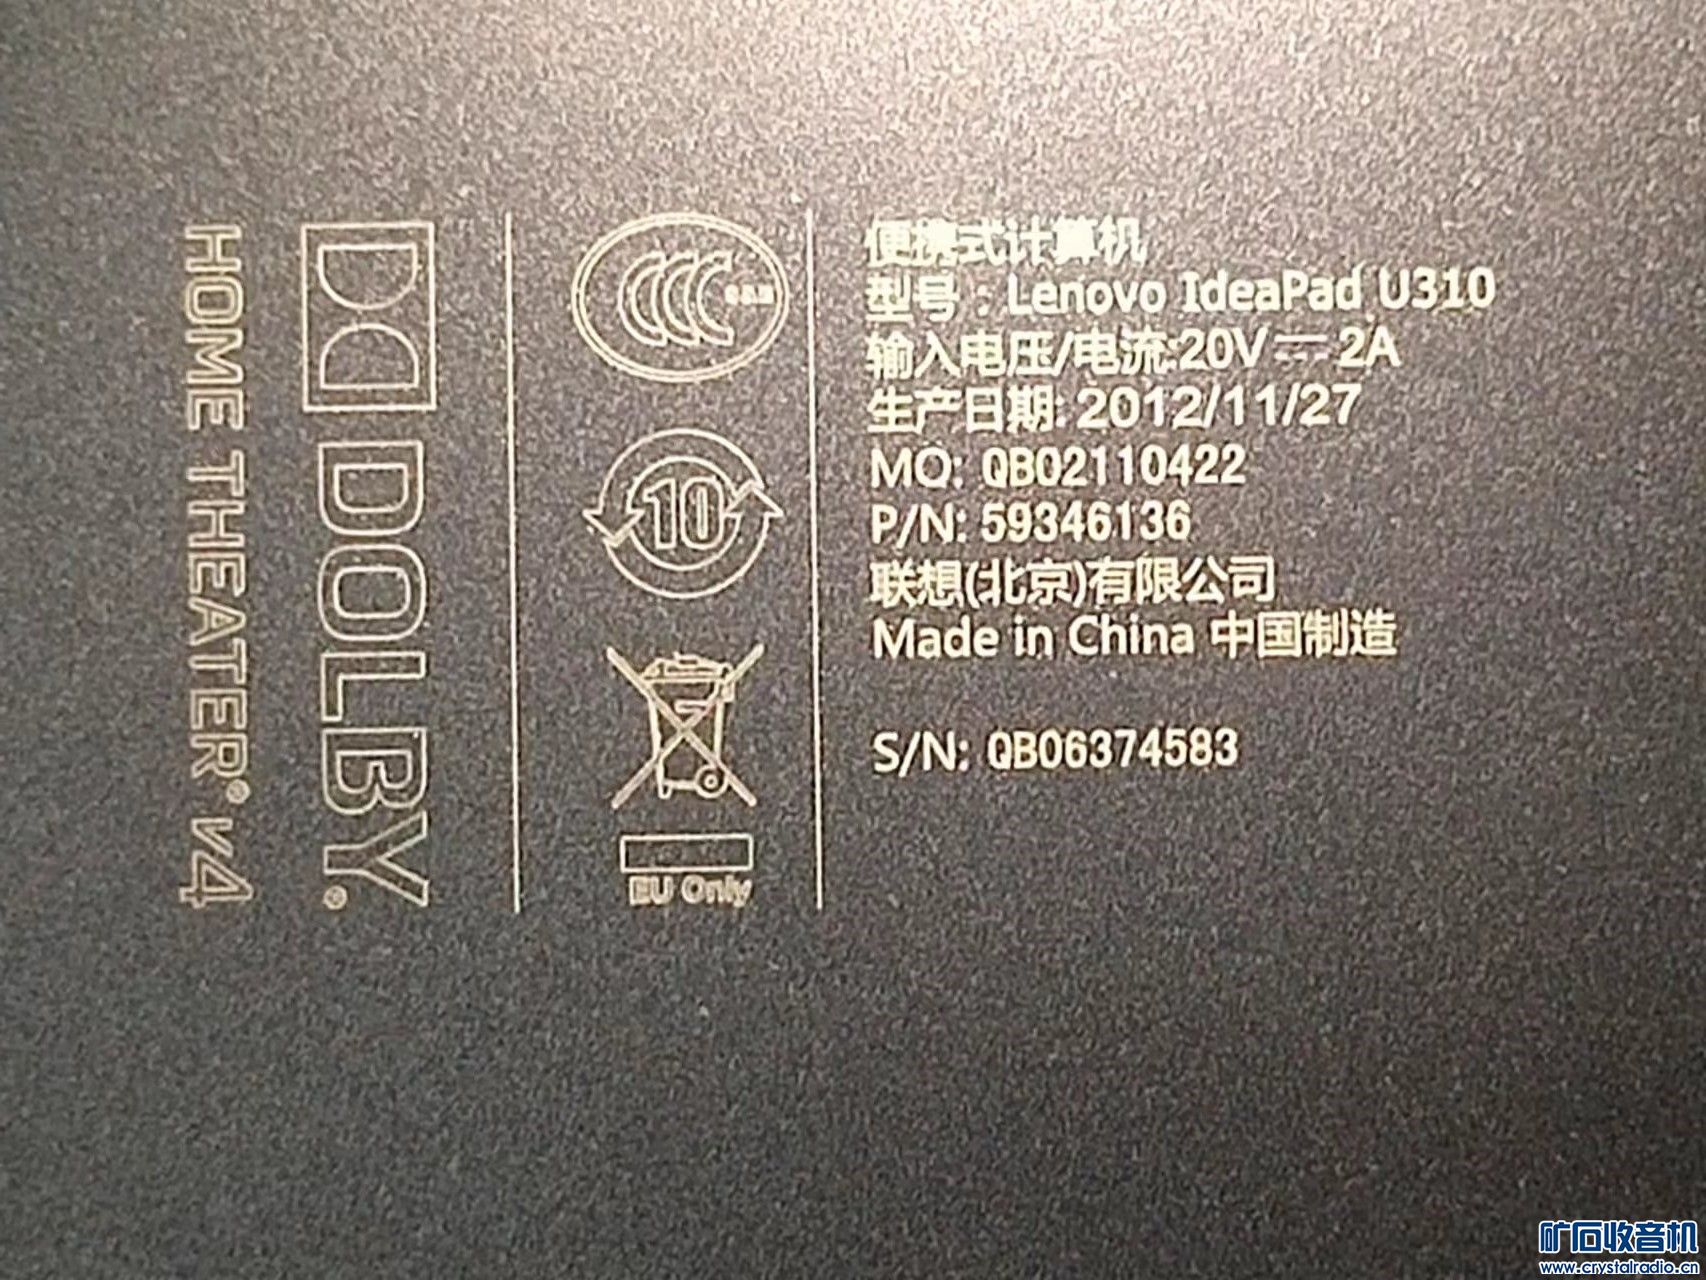 便携式计算机
型号：Lenovo IdeaPad U310
输入电压/电流:20V⎓2A
生产日期: 2012/11/27
MO: QB02110422
P/N: 59346136
联想(北京)有限公司
Made in China 中国制造
S/N: QB06374583
CCC
10
EU Only
DOLBY®
HOME THEATER® v4
矿石收音机
www.crystalradio.cn